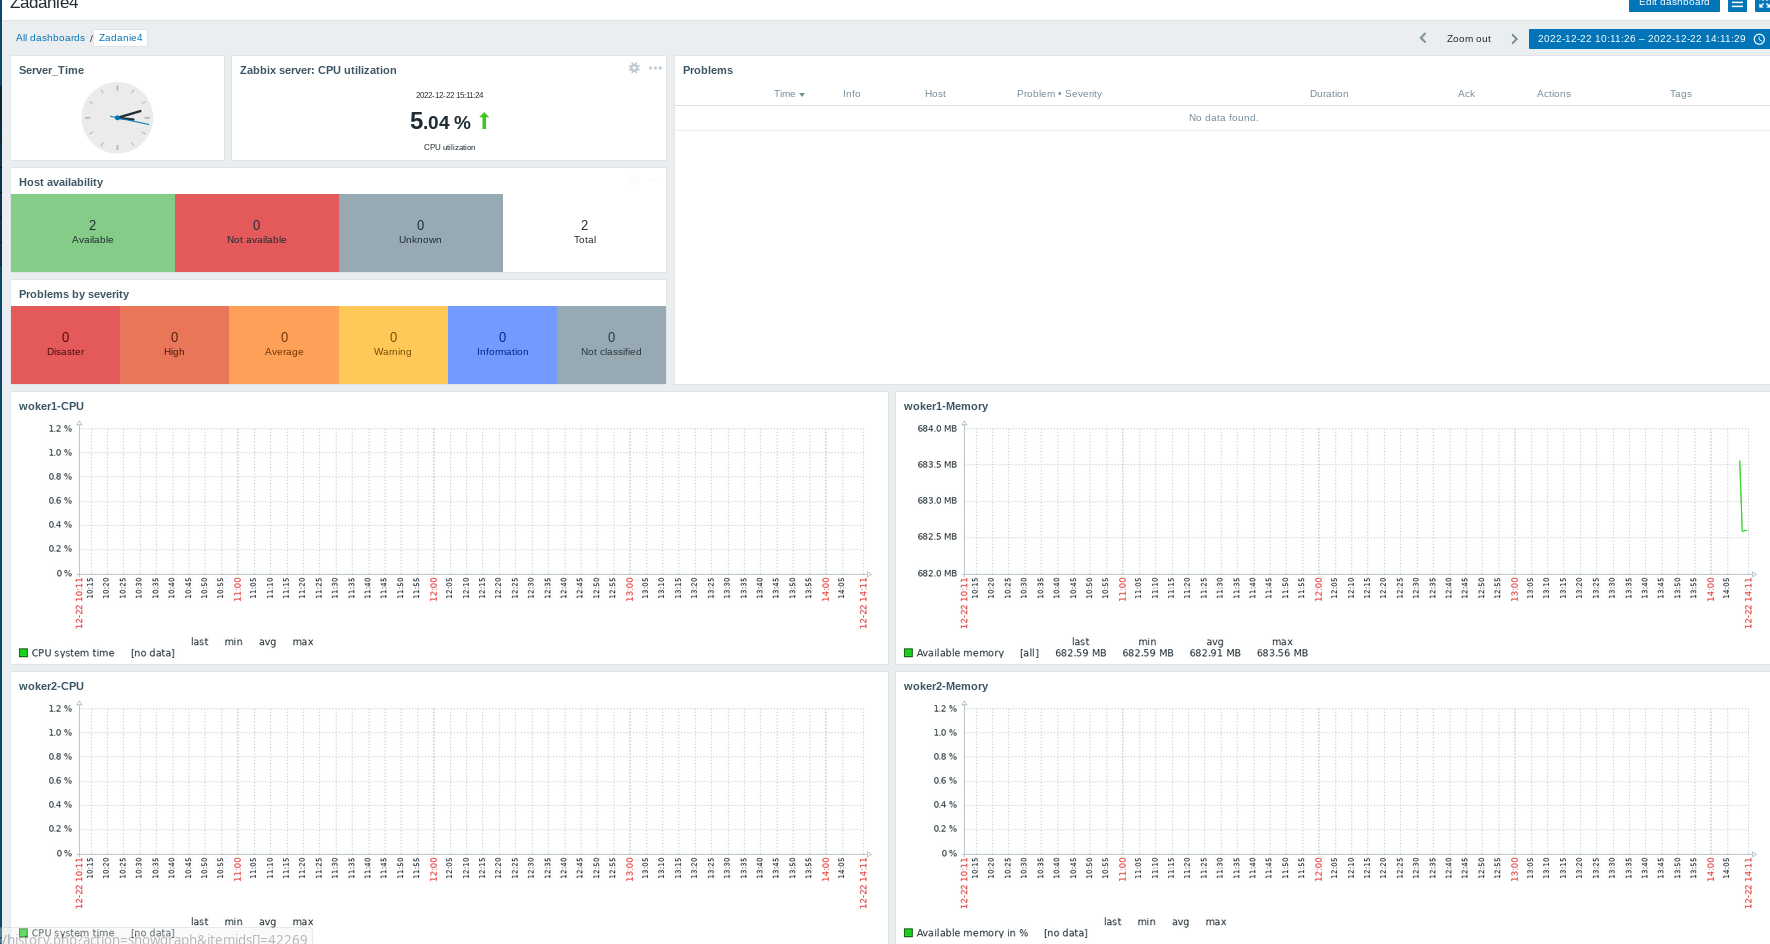 Zadanie4
Edit dashboard
All dashboards / Zadanie4
Zoom out
2022-12-22 10:11:26 – 2022-12-22 14:11:29
Server_Time
Zabbix server: CPU utilization
2022-12-22 15:11:24
5.04 %
CPU utilization
Problems
Time Info Host Problem • Severity Duration Ack Actions Tags
No data found.
Host availability
2 0 0 2
Available Not available Unknown Total
Problems by severity
0 0 0 0 0 0
Disaster High Average Warning Information Not classified
woker1-CPU
1.2 %
1.0 %
0.8 %
0.6 %
0.4 %
0.2 %
0 %
12-22 10:11 10:15 10:20 10:25 10:30 10:35 10:40 10:45 10:50 10:55 11:00 11:05 11:10 11:15 11:20 11:25 11:30 11:35 11:40 11:45 11:50 11:55 12:00 12:05 12:10 12:15 12:20 12:25 12:30 12:35 12:40 12:45 12:50 12:55 13:00 13:05 13:10 13:15 13:20 13:25 13:30 13:35 13:40 13:45 13:50 13:55 14:00 14:05 12-22 14:11
last min avg max
CPU system time [no data]
woker1-Memory
684.0 MB
683.5 MB
683.0 MB
682.5 MB
682.0 MB
12-22 10:11 10:15 10:20 10:25 10:30 10:35 10:40 10:45 10:50 10:55 11:00 11:05 11:10 11:15 11:20 11:25 11:30 11:35 11:40 11:45 11:50 11:55 12:00 12:05 12:10 12:15 12:20 12:25 12:30 12:35 12:40 12:45 12:50 12:55 13:00 13:05 13:10 13:15 13:20 13:25 13:30 13:35 13:40 13:45 13:50 13:55 14:00 14:05 12-22 14:11
last min avg max
Available memory [all] 682.59 MB 682.59 MB 682.91 MB 683.56 MB
woker2-CPU
1.2 %
1.0 %
0.8 %
0.6 %
0.4 %
0.2 %
0 %
12-22 10:11 10:15 10:20 10:25 10:30 10:35 10:40 10:45 10:50 10:55 11:00 11:05 11:10 11:15 11:20 11:25 11:30 11:35 11:40 11:45 11:50 11:55 12:00 12:05 12:10 12:15 12:20 12:25 12:30 12:35 12:40 12:45 12:50 12:55 13:00 13:05 13:10 13:15 13:20 13:25 13:30 13:35 13:40 13:45 13:50 13:55 14:00 14:05 12-22 14:11
last min avg max
CPU system time [no data]
/history.php?action=showgraph&itemids[]=42269
woker2-Memory
1.2 %
1.0 %
0.8 %
0.6 %
0.4 %
0.2 %
0 %
12-22 10:11 10:15 10:20 10:25 10:30 10:35 10:40 10:45 10:50 10:55 11:00 11:05 11:10 11:15 11:20 11:25 11:30 11:35 11:40 11:45 11:50 11:55 12:00 12:05 12:10 12:15 12:20 12:25 12:30 12:35 12:40 12:45 12:50 12:55 13:00 13:05 13:10 13:15 13:20 13:25 13:30 13:35 13:40 13:45 13:50 13:55 14:00 14:05 12-22 14:11
last min avg max
Available memory in % [no data]